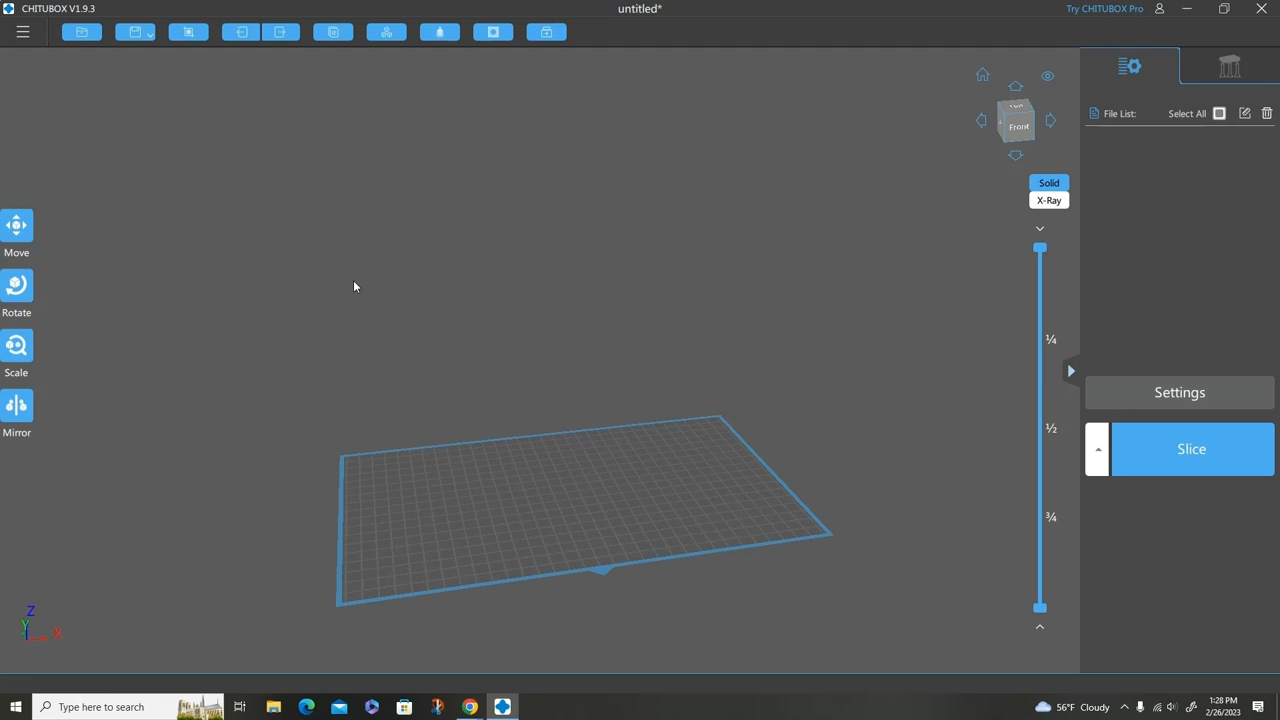 CHITUBOX V1.9.3
untitled*
Try CHITUBOX Pro
File List:
Select All
Top
Front
Solid
X-Ray
Move
Rotate
Scale
Mirror
¼
½
¾
Settings
Slice
Z
Y
X
Type here to search
56°F Cloudy
1:28 PM
2/26/2023